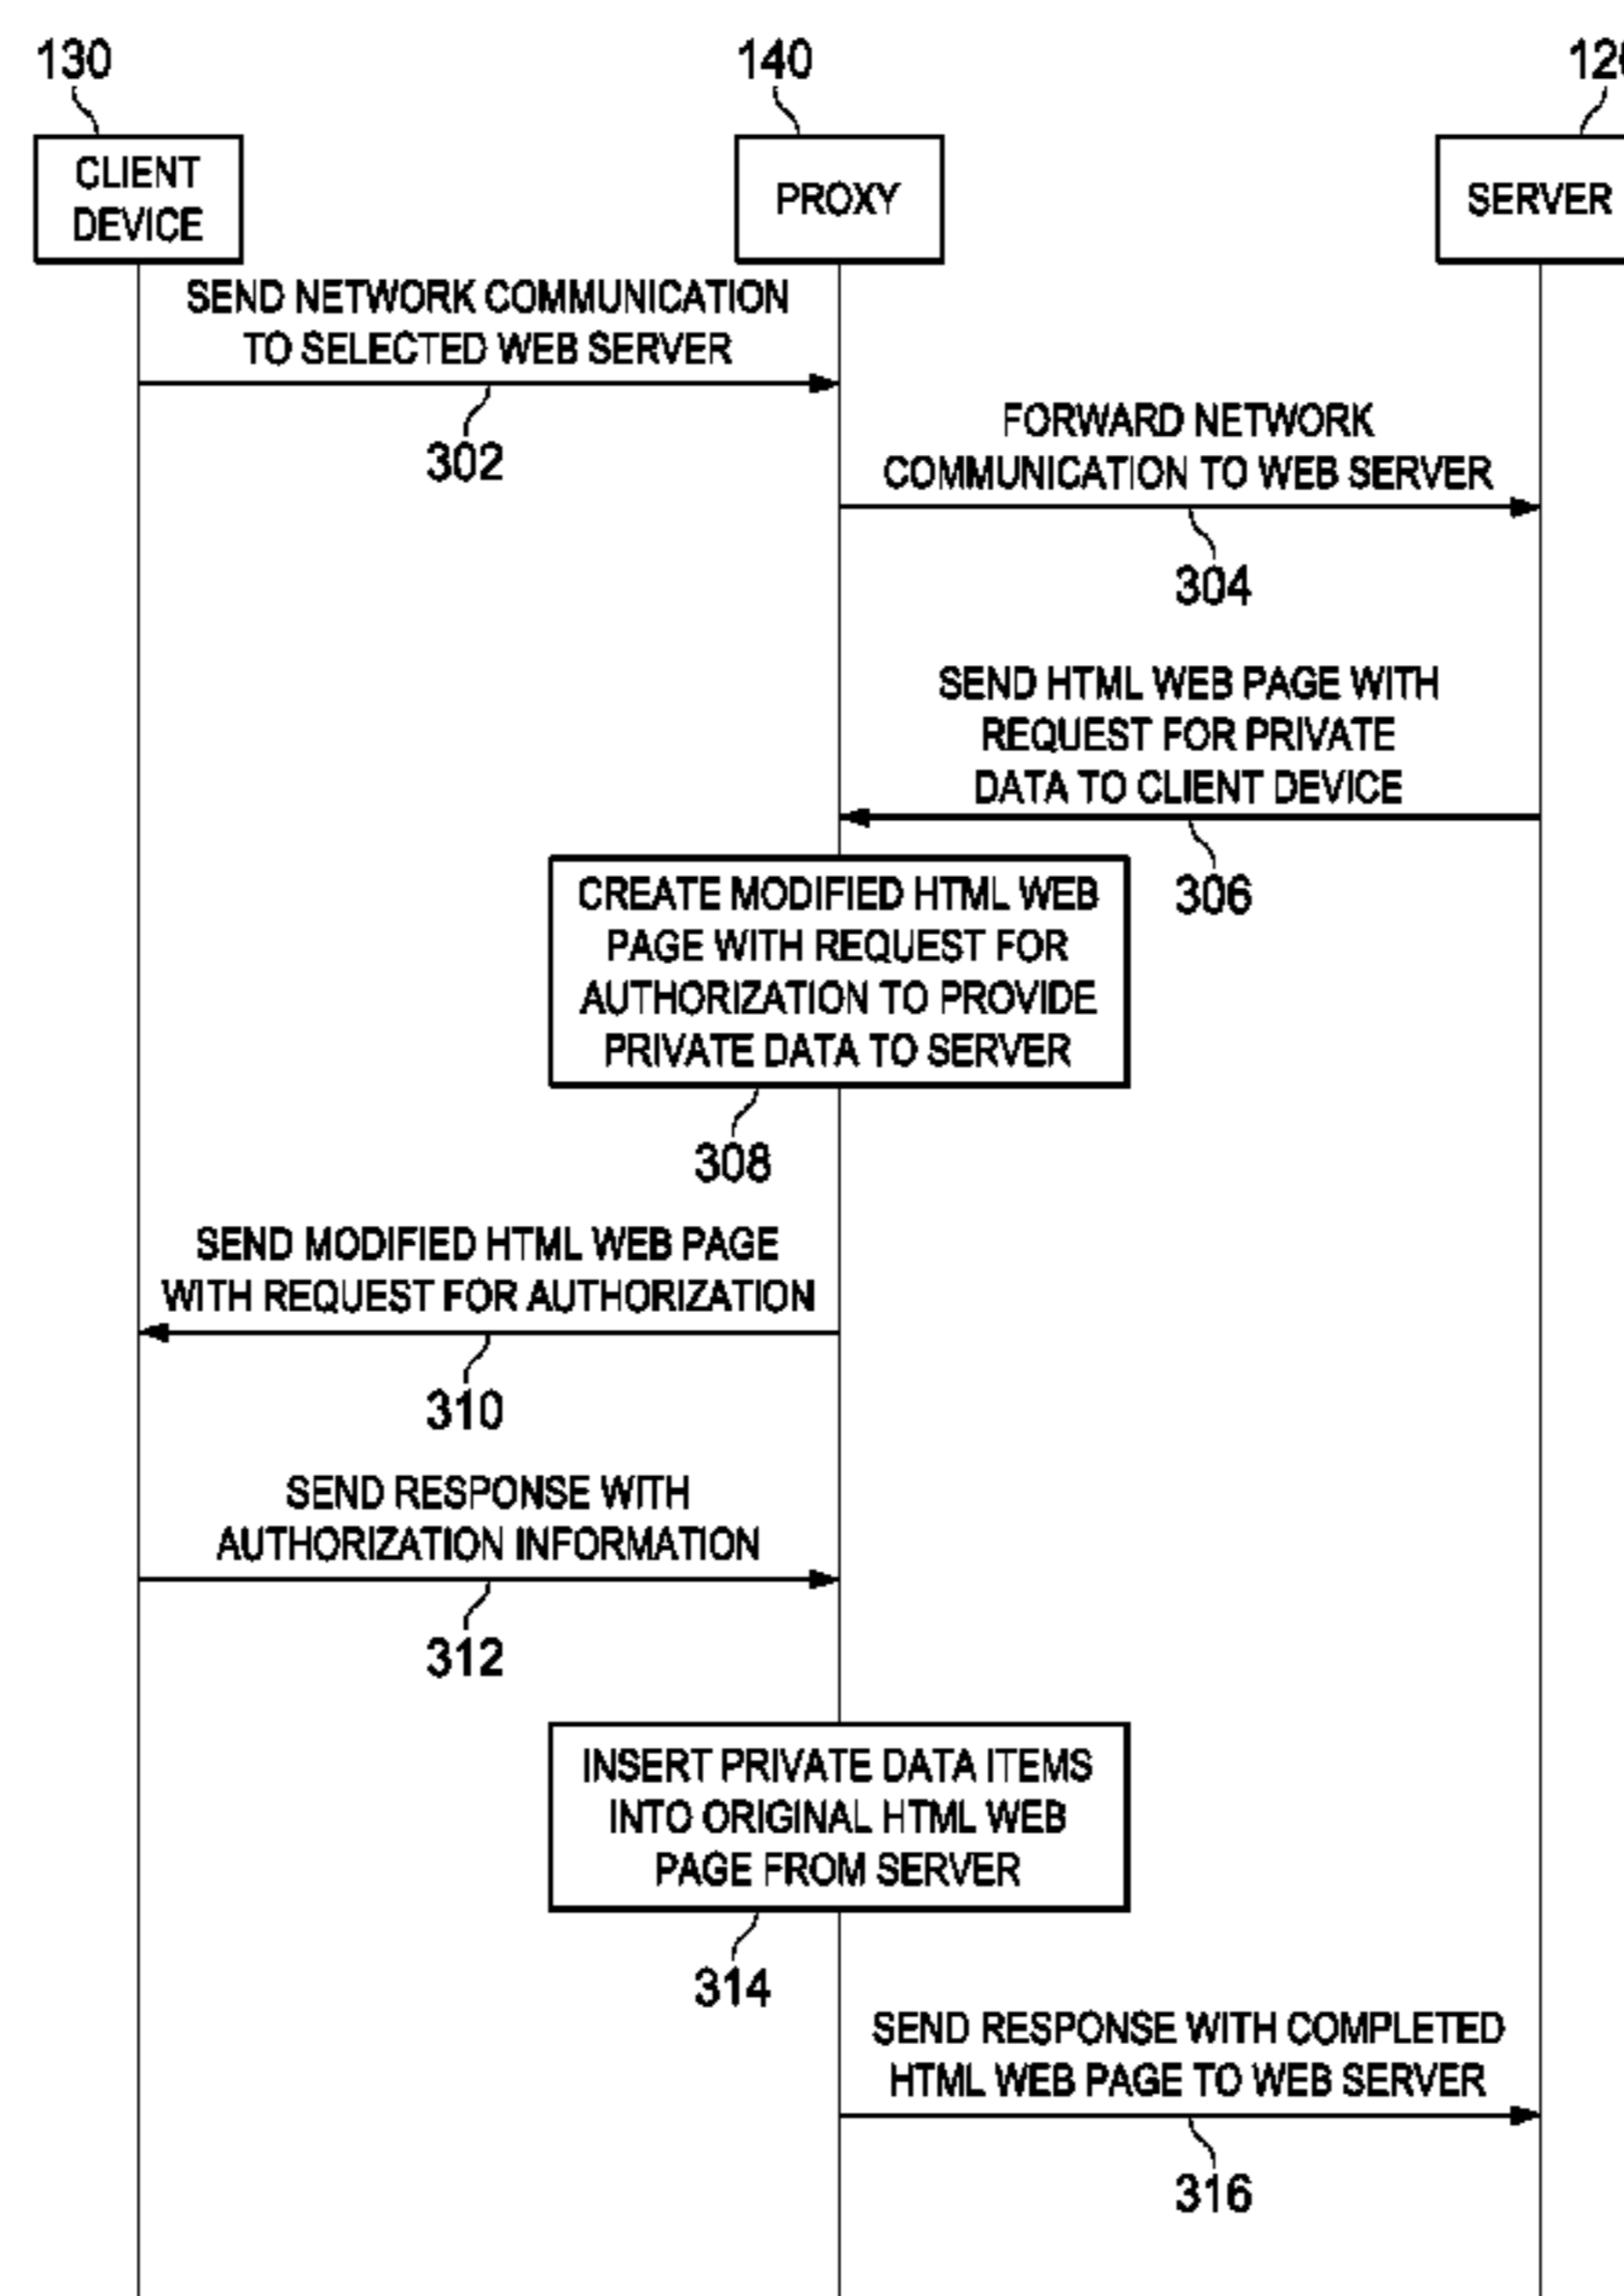 130
140
CLIENT
DEVICE
PROXY
SERVER
SEND NETWORK COMMUNICATION
TO SELECTED WEB SERVER
302
FORWARD NETWORK
COMMUNICATION TO WEB SERVER
304
SEND HTML WEB PAGE WITH
REQUEST FOR PRIVATE
DATA TO CLIENT DEVICE
306
CREATE MODIFIED HTML WEB
PAGE WITH REQUEST FOR
AUTHORIZATION TO PROVIDE
PRIVATE DATA TO SERVER
308
SEND MODIFIED HTML WEB PAGE
WITH REQUEST FOR AUTHORIZATION
310
SEND RESPONSE WITH
AUTHORIZATION INFORMATION
312
INSERT PRIVATE DATA ITEMS
INTO ORIGINAL HTML WEB
PAGE FROM SERVER
314
SEND RESPONSE WITH COMPLETED
HTML WEB PAGE TO WEB SERVER
316